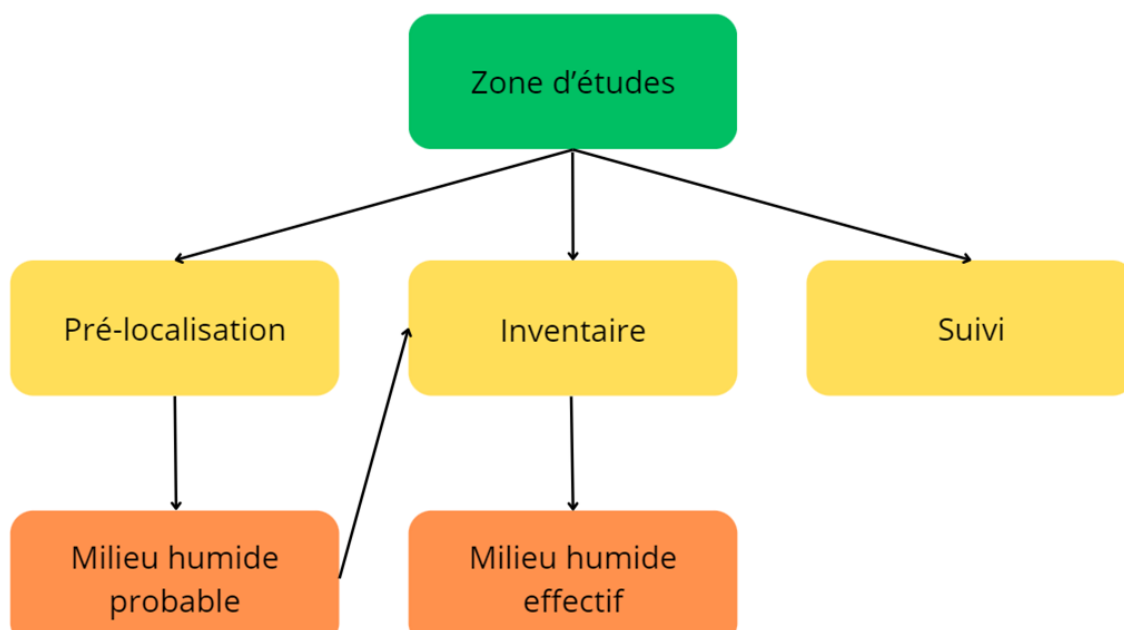 Zone d’études
Pré-localisation
Inventaire
Suivi
Milieu humide
probable
Milieu humide
effectif